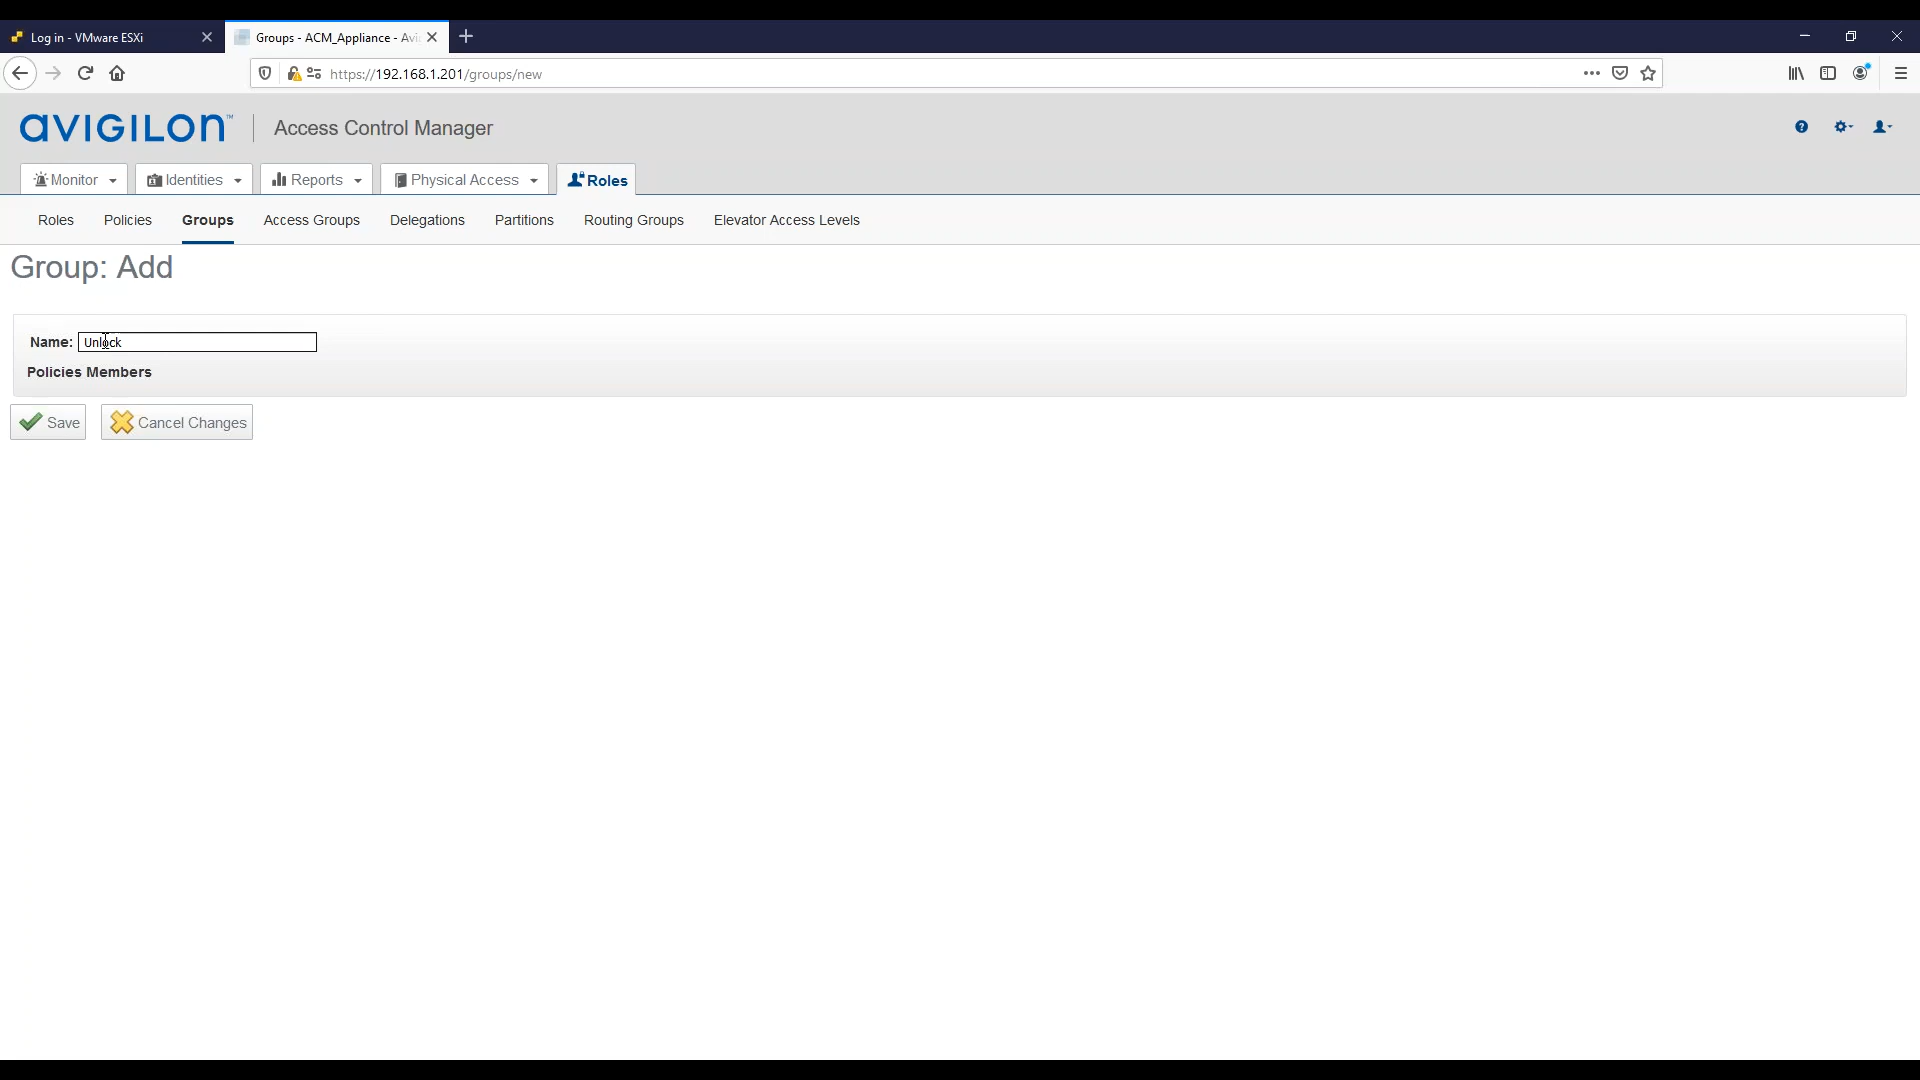 Log in - VMware ESXi
Groups - ACM_Appliance - Avi
https://192.168.1.201/groups/new
avigilon™ Access Control Manager
Monitor Identities Reports Physical Access Roles
Roles Policies Groups Access Groups Delegations Partitions Routing Groups Elevator Access Levels
Group: Add
Name: Unlock
Policies Members
Save Cancel Changes